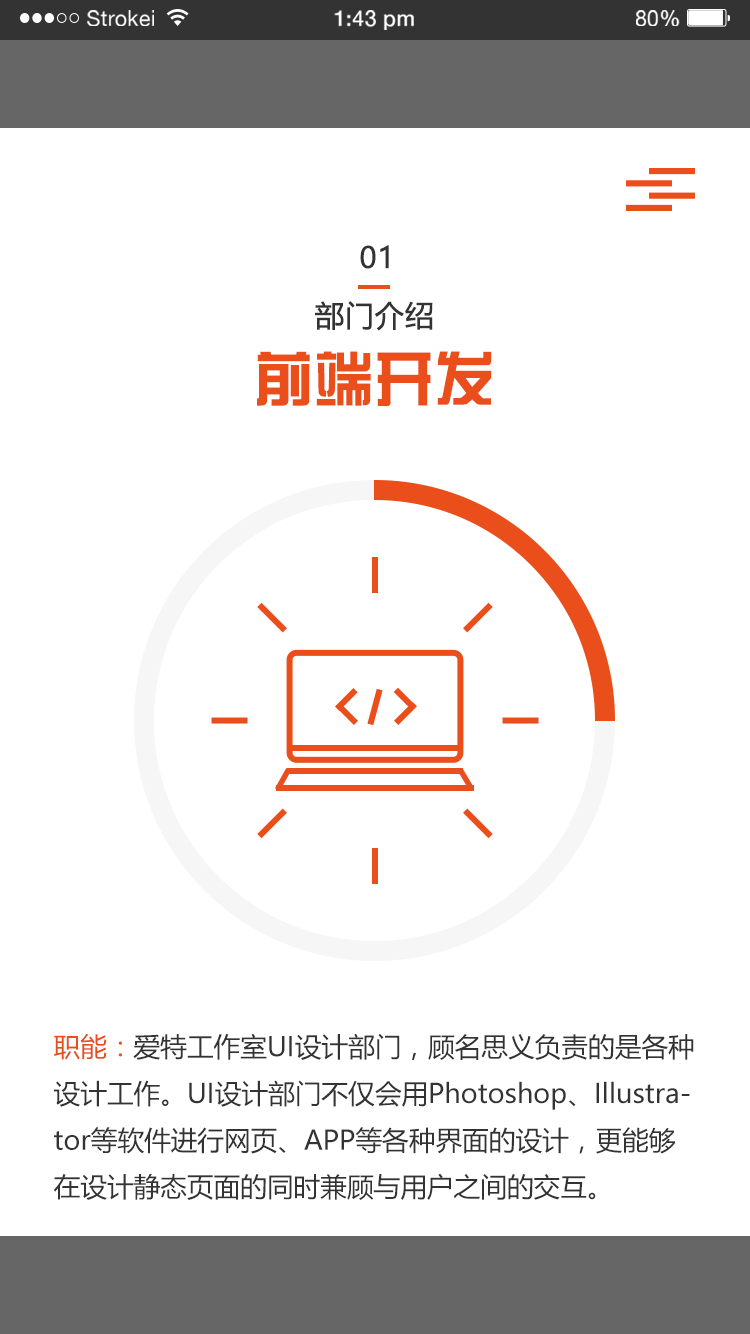 Strokei 1:43 pm 80%
01
部门介绍
前端开发
</>
职能：爱特工作室UI设计部门，顾名思义负责的是各种
设计工作。UI设计部门不仅会用Photoshop、Illustra-
tor等软件进行网页、APP等各种界面的设计，更能够
在设计静态页面的同时兼顾与用户之间的交互。